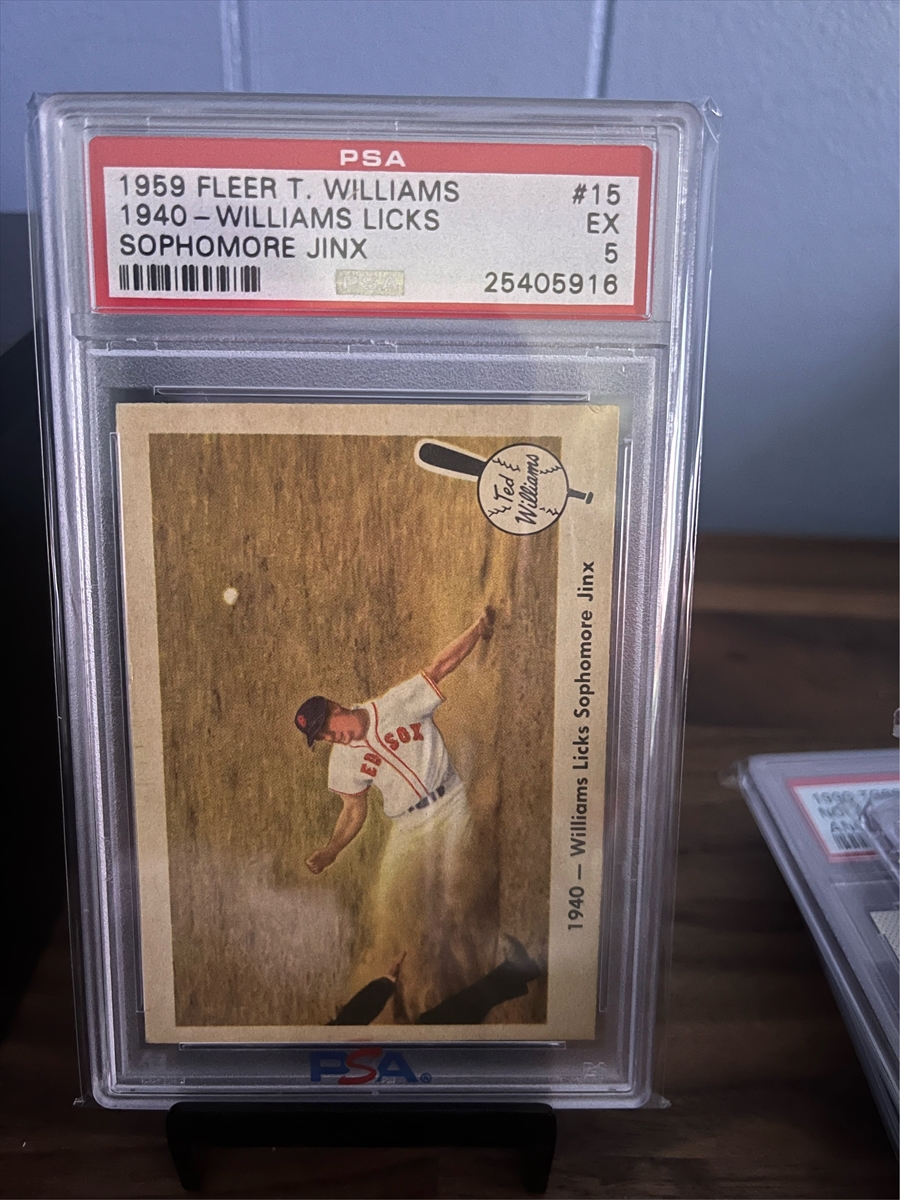 PSA
1959 FLEER T. WILLIAMS #15
1940-WILLIAMS LICKS EX
SOPHOMORE JINX 5
25405916
Ted
Williams
RED SOX
1940 — Williams Licks Sophomore Jinx
PSA®